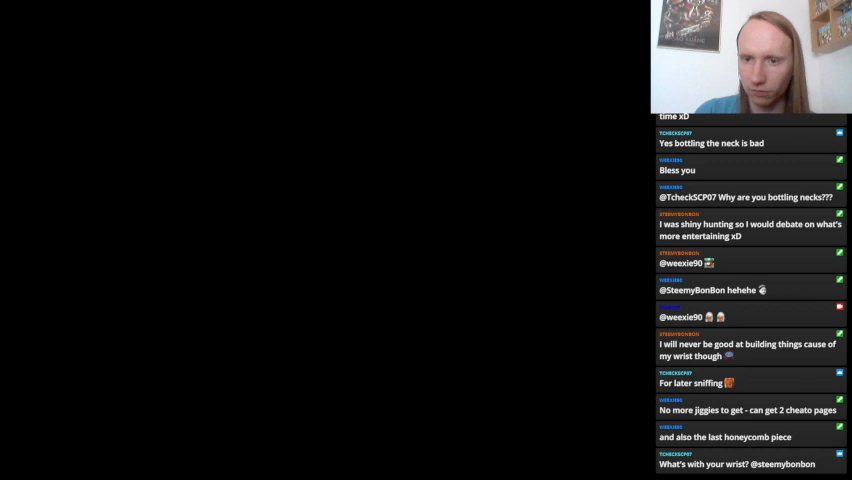 time xD
TCHECKSCP07
Yes bottling the neck is bad
WEEXIE90
Bless you
WEEXIE90
@TcheckSCP07 Why are you bottling necks???
STEEMYBONBON
I was shiny hunting so I would debate on what's
more entertaining xD
STEEMYBONBON
@weexie90
WEEXIE90
@SteemyBonBon hehehe
@weexie90
STEEMYBONBON
I will never be good at building things cause of
my wrist though
TCHECKSCP07
For later sniffing
WEEXIE90
No more jiggies to get - can get 2 cheato pages
WEEXIE90
and also the last honeycomb piece
TCHECKSCP07
What's with your wrist? @steemybonbon